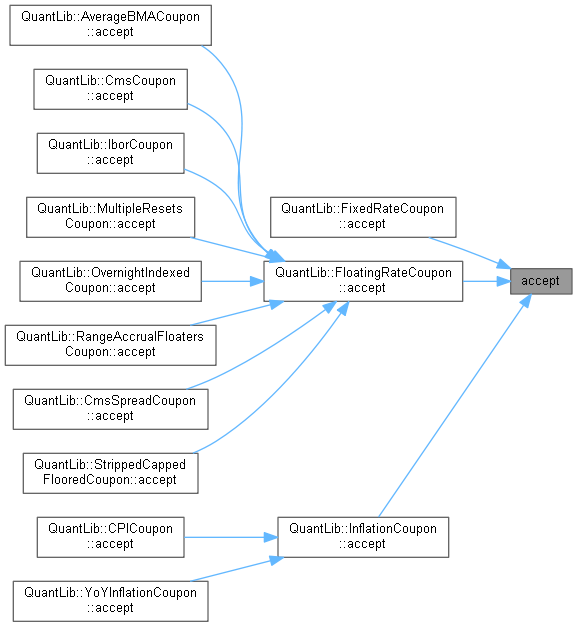 QuantLib::AverageBMACoupon
::accept
QuantLib::CmsCoupon
::accept
QuantLib::IborCoupon
::accept
QuantLib::MultipleResets
Coupon::accept
QuantLib::FixedRateCoupon
::accept
QuantLib::OvernightIndexed
Coupon::accept
QuantLib::FloatingRateCoupon
::accept
accept
QuantLib::RangeAccrualFloaters
Coupon::accept
QuantLib::CmsSpreadCoupon
::accept
QuantLib::StrippedCapped
FlooredCoupon::accept
QuantLib::CPICoupon
::accept
QuantLib::InflationCoupon
::accept
QuantLib::YoYInflationCoupon
::accept